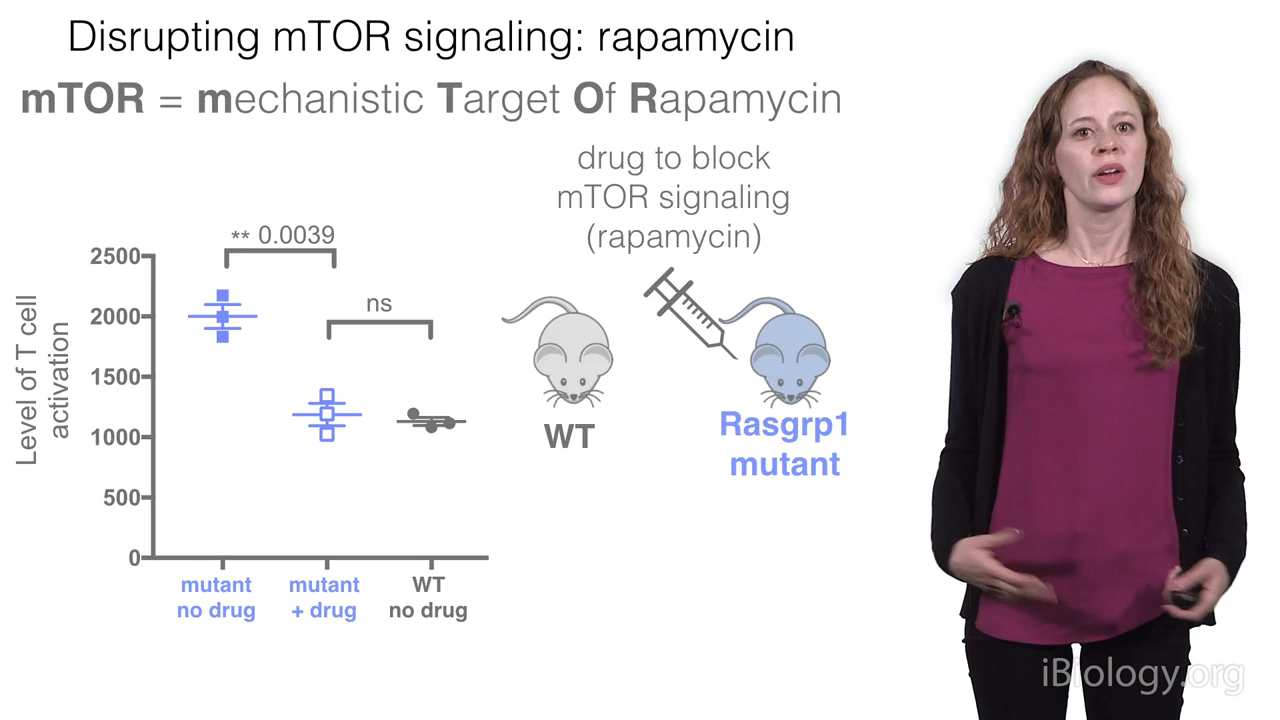 Disrupting mTOR signaling: rapamycin
mTOR = mechanistic Target Of Rapamycin
drug to block
mTOR signaling
(rapamycin)
** 0.0039
ns
2500
2000
1500
1000
500
0
Level of T cell
activation
mutant
no drug
mutant
+ drug
WT
no drug
WT
Rasgrp1
mutant
iBiology.org